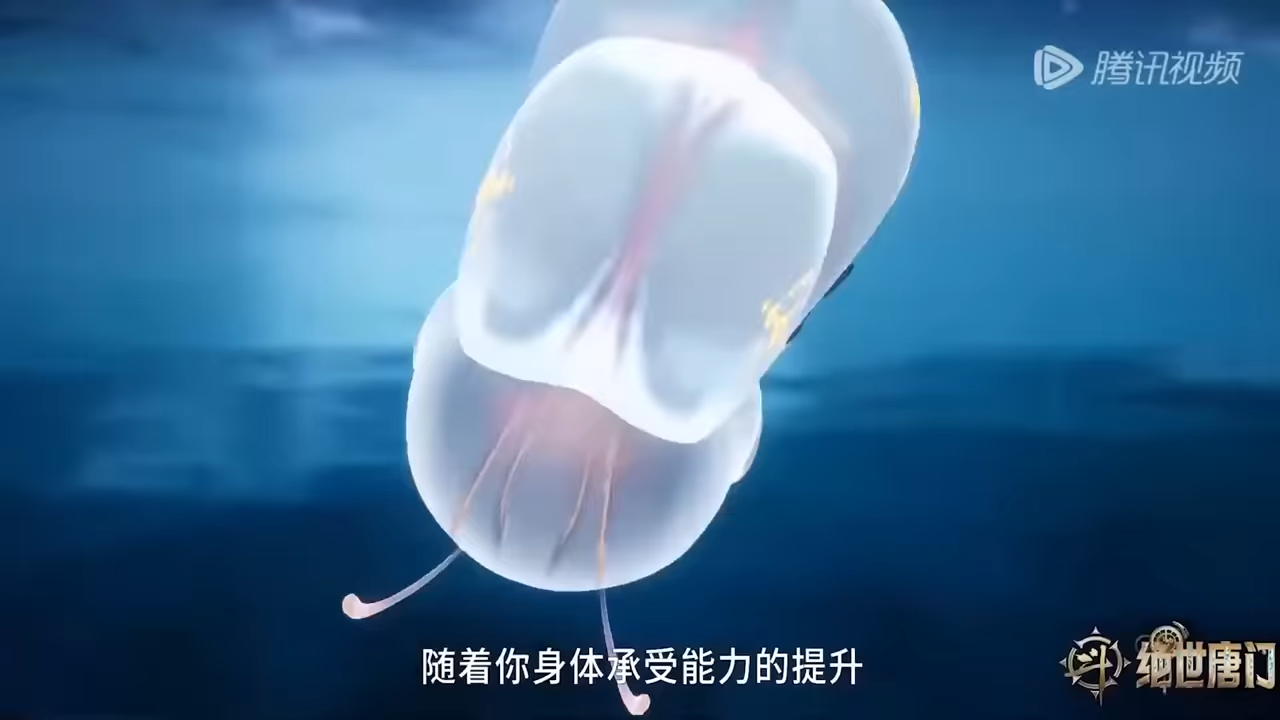 腾讯视频
随着你身体承受能力的提升
斗
绝世唐门